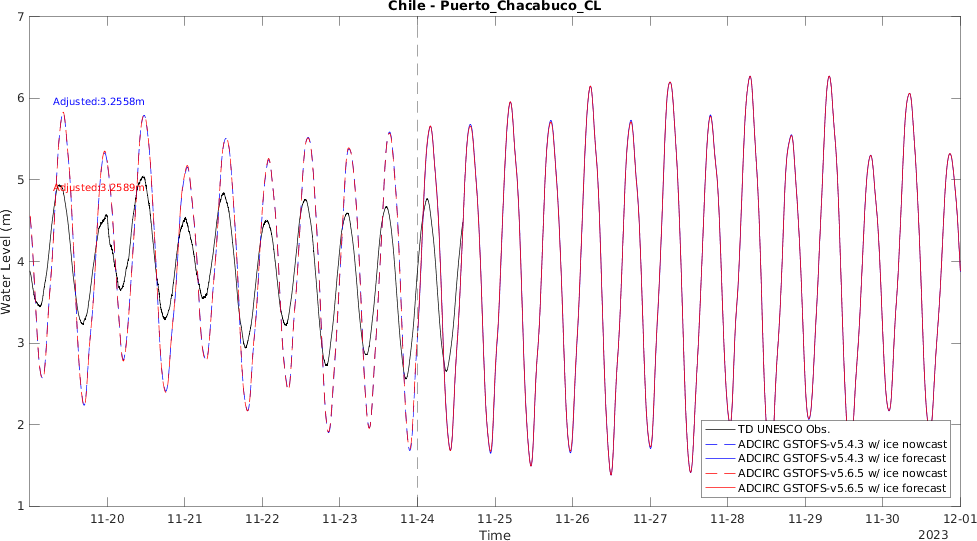 Chile - Puerto_Chacabuco_CL
7
6
5
4
3
2
1
Water Level (m)
Adjusted:3.2558m
Adjusted:3.2589m
TD UNESCO Obs.
ADCIRC GSTOFS-v5.4.3 w/ ice nowcast
ADCIRC GSTOFS-v5.4.3 w/ ice forecast
ADCIRC GSTOFS-v5.6.5 w/ ice nowcast
ADCIRC GSTOFS-v5.6.5 w/ ice forecast
11-20 11-21 11-22 11-23 11-24 11-25 11-26 11-27 11-28 11-29 11-30 12-01
Time
2023